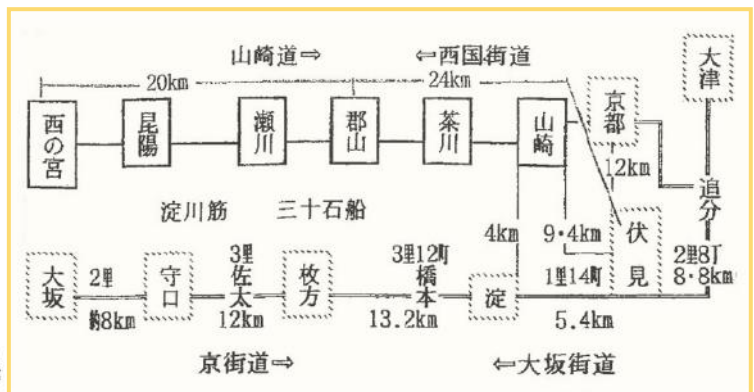 山崎道⇨ ⇦西国街道
20km 24km
大津
西の宮
昆陽
瀬川
郡山
茶川
山崎
京都
12km
追分
淀川筋 三十石船
4km
9・4km
伏見
2里8丁
8・8km
大坂
2里
約8km
守口
3里
佐太
12km
枚方
3里12町
橋本
13.2km
淀
1里14町
5.4km
京街道⇨ ⇦大坂街道